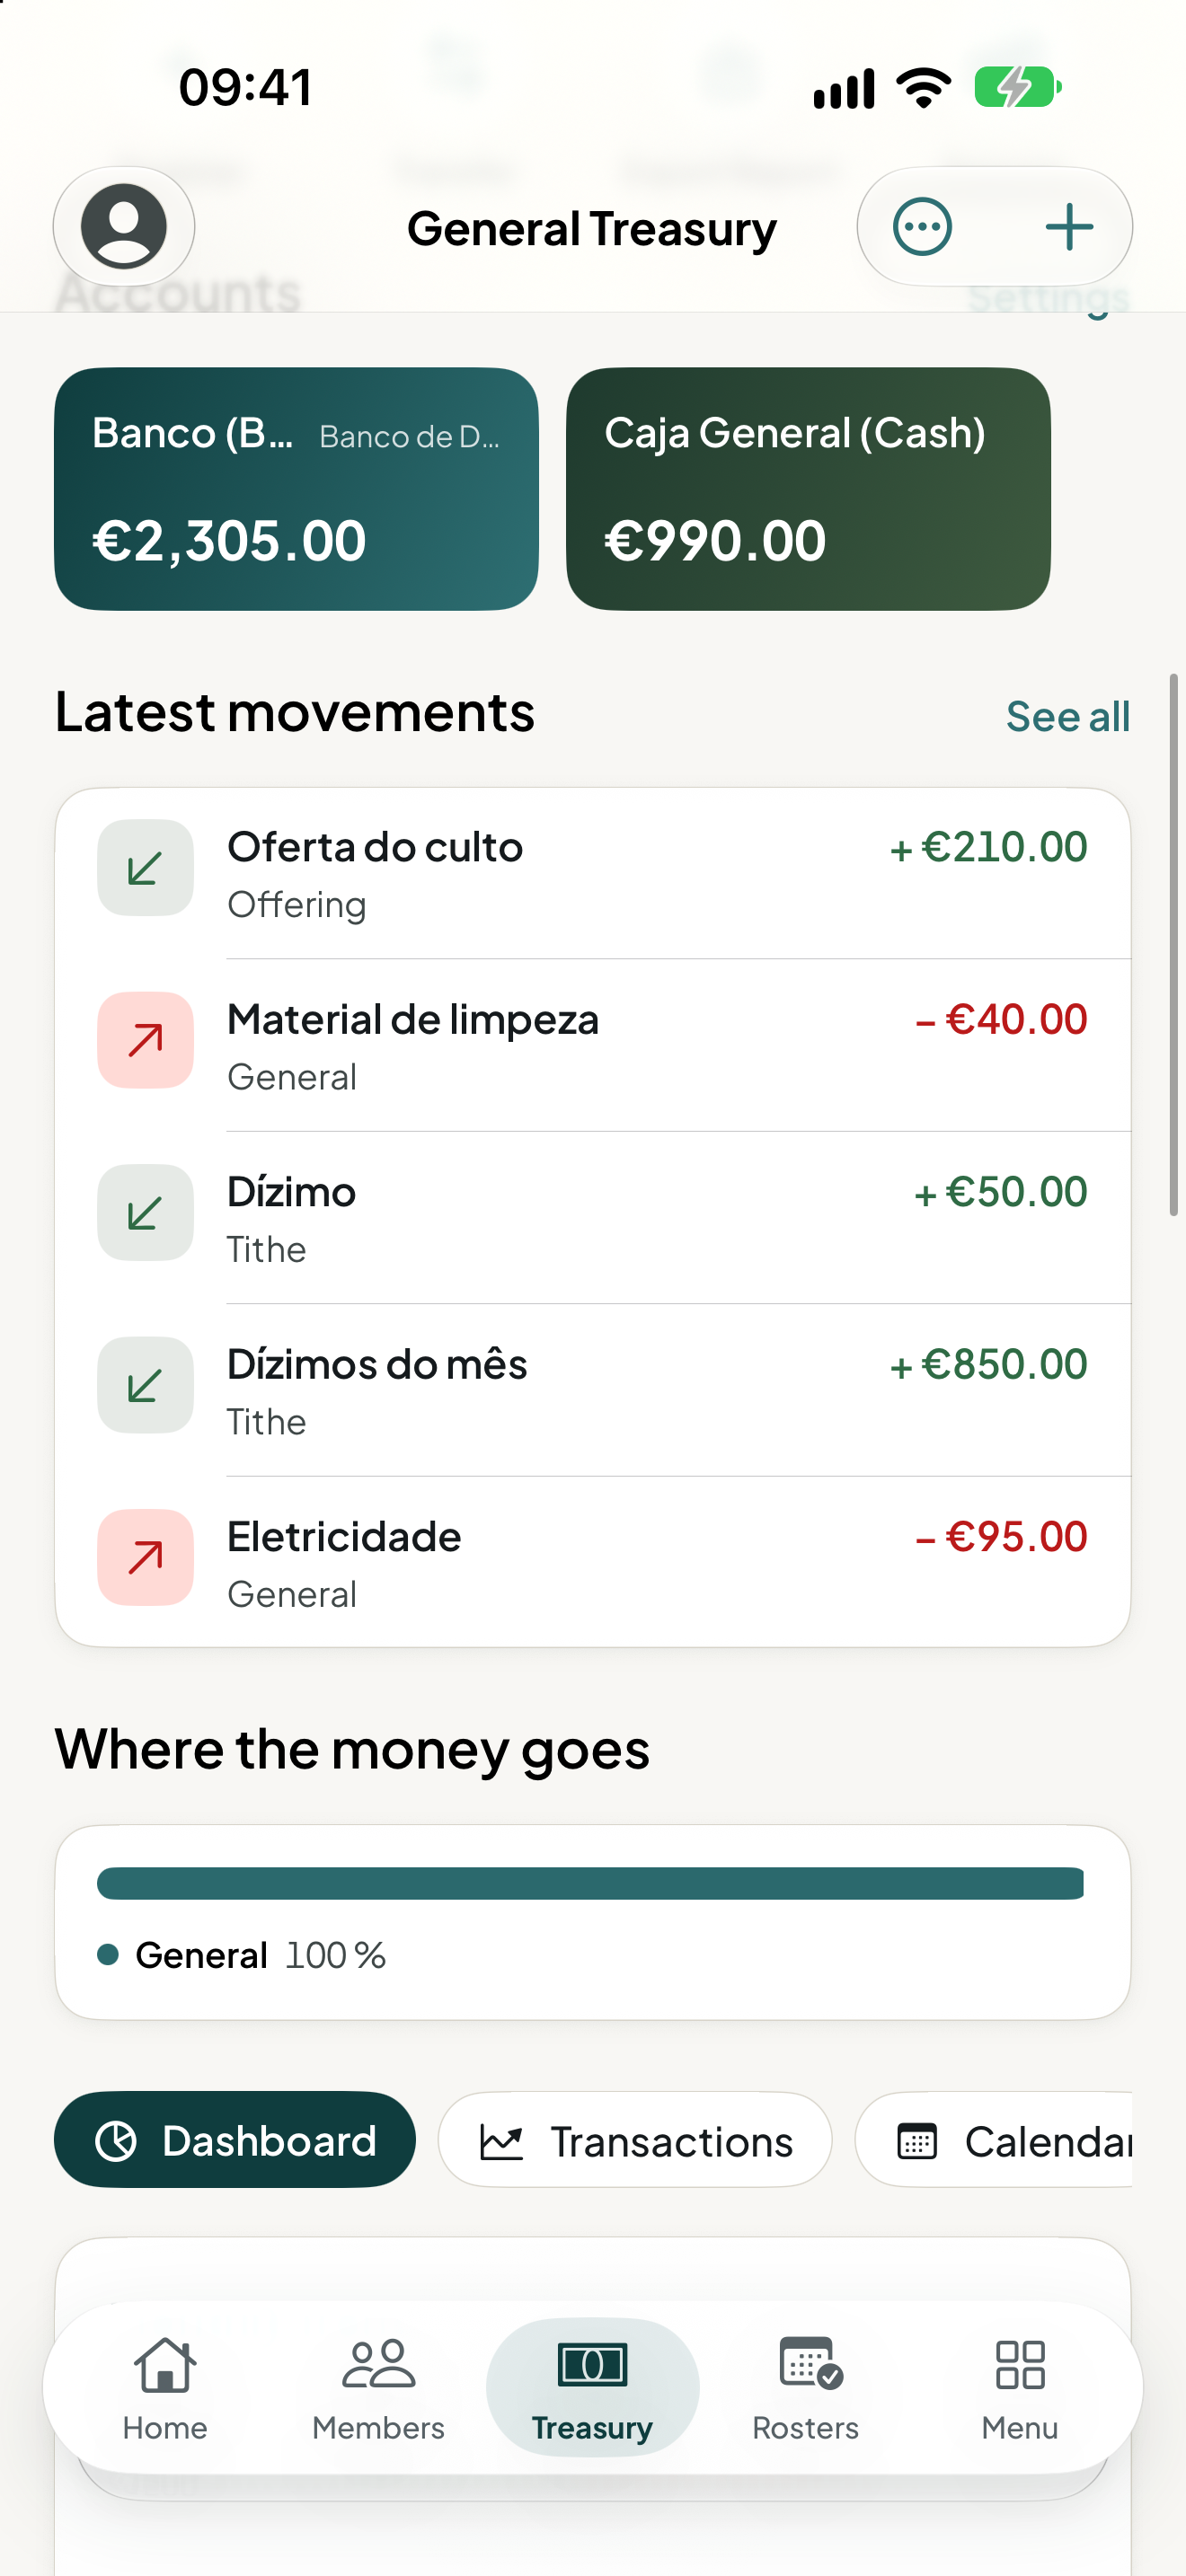 09:41
General Treasury
Accounts
Settings
Banco (B... Banco de D...
€2,305.00
Caja General (Cash)
€990.00
Latest movements
See all
Oferta do culto
+ €210.00
Offering
Material de limpeza
– €40.00
General
Dízimo
+ €50.00
Tithe
Dízimos do mês
+ €850.00
Tithe
Eletricidade
– €95.00
General
Where the money goes
General 100 %
Dashboard
Transactions
Calendar
Home
Members
Treasury
Rosters
Menu